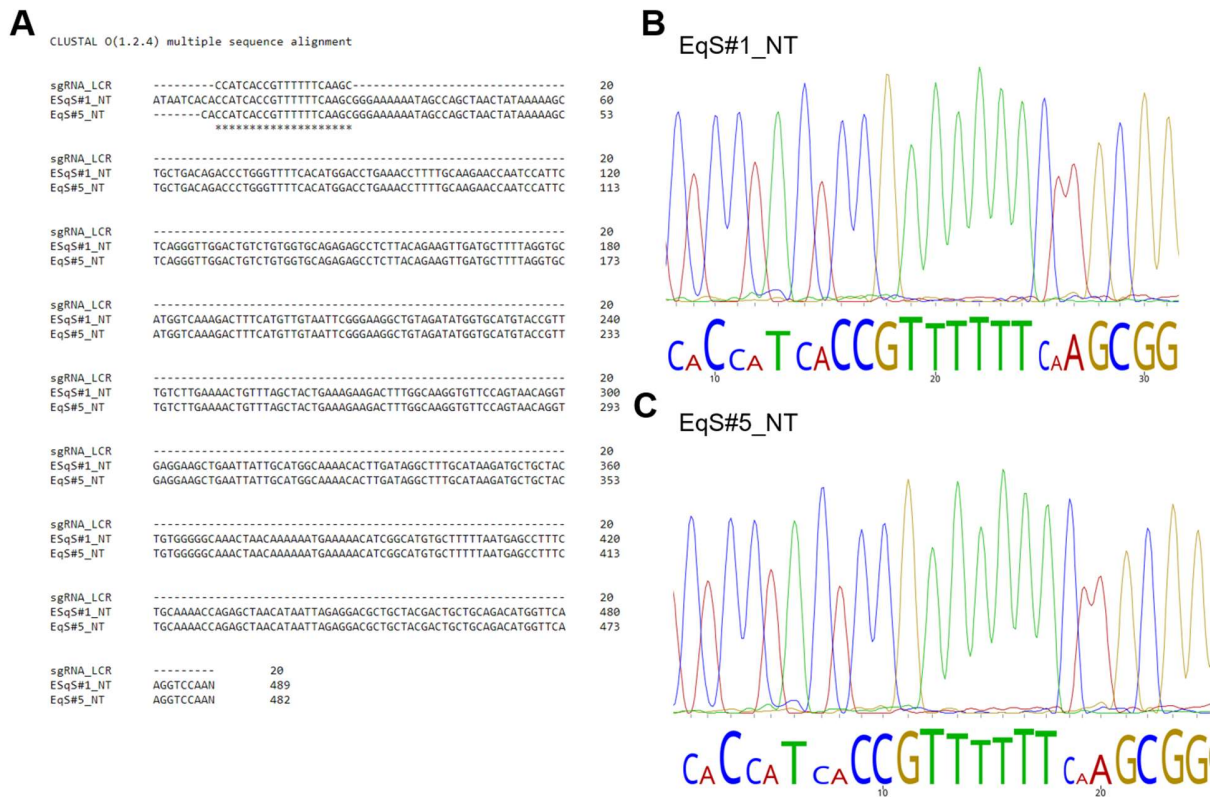 A
CLUSTAL O(1.2.4) multiple sequence alignment
sgRNA_LCR ---------CCATCACCGTTTTTTCAAGC------------------------------- 20
ESqS#1_NT ATAATCACACCATCACCGTTTTTTCAAGCGGGAAAAAATAGCCAGCTAACTATAAAAAGC 60
EqS#5_NT -------CACCATCACCGTTTTTTCAAGCGGGAAAAAATAGCCAGCTAACTATAAAAAGC 53
********************
sgRNA_LCR ------------------------------------------------------------ 20
ESqS#1_NT TGCTGACAGACCCTGGGTTTTCACATGGACCTGAAACCTTTTGCAAGAACCAATCCATTC 120
EqS#5_NT TGCTGACAGACCCTGGGTTTTCACATGGACCTGAAACCTTTTGCAAGAACCAATCCATTC 113
sgRNA_LCR ------------------------------------------------------------ 20
ESqS#1_NT TCAGGGTTGGACTGTCTGTGGTGCAGAGAGCCTCTTACAGAAGTTGATGCTTTTAGGTGC 180
EqS#5_NT TCAGGGTTGGACTGTCTGTGGTGCAGAGAGCCTCTTACAGAAGTTGATGCTTTTAGGTGC 173
sgRNA_LCR ------------------------------------------------------------ 20
ESqS#1_NT ATGGTCAAAGACTTTCATGTTGTAATTCGGGAAGGCTGTAGATATGGTGCATGTACCGTT 240
EqS#5_NT ATGGTCAAAGACTTTCATGTTGTAATTCGGGAAGGCTGTAGATATGGTGCATGTACCGTT 233
sgRNA_LCR ------------------------------------------------------------ 20
ESqS#1_NT TGTCTTGAAAACTGTTTAGCTACTGAAAGAAGACTTTGGCAAGGTGTTCCAGTAACAGGT 300
EqS#5_NT TGTCTTGAAAACTGTTTAGCTACTGAAAGAAGACTTTGGCAAGGTGTTCCAGTAACAGGT 293
sgRNA_LCR ------------------------------------------------------------ 20
ESqS#1_NT GAGGAAGCTGAATTATTGCATGGCAAAACACTTGATAGGCTTTGCATAAGATGCTGCTAC 360
EqS#5_NT GAGGAAGCTGAATTATTGCATGGCAAAACACTTGATAGGCTTTGCATAAGATGCTGCTAC 353
sgRNA_LCR ------------------------------------------------------------ 20
ESqS#1_NT TGTGGGGGCAAACTAACAAAAAATGAAAAACATCGGCATGTGCTTTTTAATGAGCCTTTC 420
EqS#5_NT TGTGGGGGCAAACTAACAAAAAATGAAAAACATCGGCATGTGCTTTTTAATGAGCCTTTC 413
sgRNA_LCR ------------------------------------------------------------ 20
ESqS#1_NT TGCAAAACCAGAGCTAACATAATTAGAGGACGCTGCTACGACTGCTGCAGACATGGTTCA 480
EqS#5_NT TGCAAAACCAGAGCTAACATAATTAGAGGACGCTGCTACGACTGCTGCAGACATGGTTCA 473
sgRNA_LCR --------- 20
ESqS#1_NT AGGTCCAAN 489
EqS#5_NT AGGTCCAAN 482
B
EqS#1_NT
CACCATCACCGTTTTTTCAAGCGG
10 20 30
C
EqS#5_NT
CACCATCACCGTTTTTTCAAGCGG
10 20